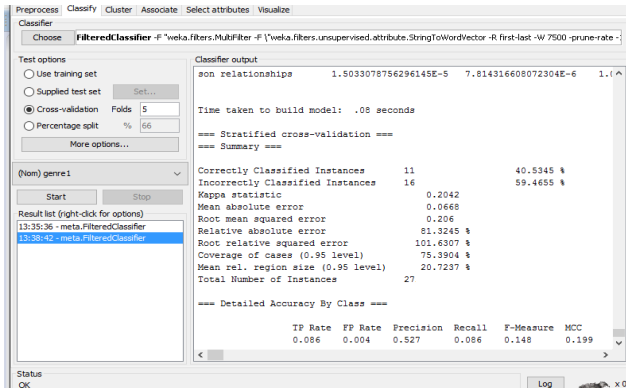 Preprocess Classify Cluster Associate Select attributes Visualize
Classifier
Choose FilteredClassifier -F "weka.filters.MultiFilter -F \"weka.filters.unsupervised.attribute.StringToWordVector -R first-last -W 7500 -prune-rate -
Test options
Use training set
Supplied test set Set...
Cross-validation Folds 5
Percentage split % 66
More options...
(Nom) genre1
Start Stop
Result list (right-click for options)
13:35:36 - meta.FilteredClassifier
13:38:42 - meta.FilteredClassifier
Classifier output
son relationships 1.5033078756296145E-5 7.814316608072304E-6 1.(
Time taken to build model: .08 seconds
=== Stratified cross-validation ===
=== Summary ===
Correctly Classified Instances 11 40.5345 %
Incorrectly Classified Instances 16 59.4655 %
Kappa statistic 0.2042
Mean absolute error 0.0668
Root mean squared error 0.206
Relative absolute error 81.3245 %
Root relative squared error 101.6307 %
Coverage of cases (0.95 level) 75.3904 %
Mean rel. region size (0.95 level) 20.7237 %
Total Number of Instances 27
=== Detailed Accuracy By Class ===
TP Rate FP Rate Precision Recall F-Measure MCC
0.086 0.004 0.527 0.086 0.148 0.199
Status
OK
Log
x 0